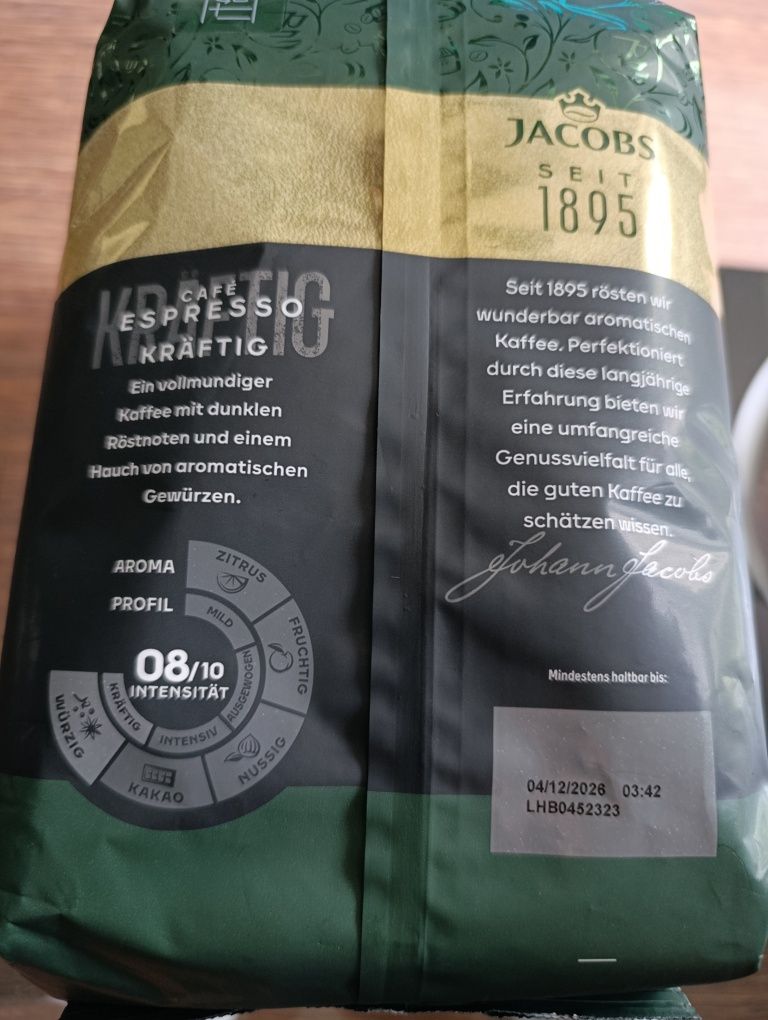 JACOBS
SEIT
1895
KRÄFTIG
CAFÉ
ESPRESSO
KRÄFTIG
Ein vollmundiger
Kaffee mit dunklen
Röstnoten und einem
Hauch von aromatischen
Gewürzen.
AROMA
PROFIL
ZITRUS
FRUCHTIG
NUSSIG
KAKAO
WÜRZIG
MILD
AUSGEWOGEN
INTENSIV
KRÄFTIG
08/10
INTENSITÄT
Seit 1895 rösten wir
wunderbar aromatischen
Kaffee. Perfektioniert
durch diese langjährige
Erfahrung bieten wir
eine umfangreiche
Genussvielfalt für alle,
die guten Kaffee zu
schätzen wissen.
Johann Jacobs
Mindestens haltbar bis:
04/12/2026 03:42
LHB0452323